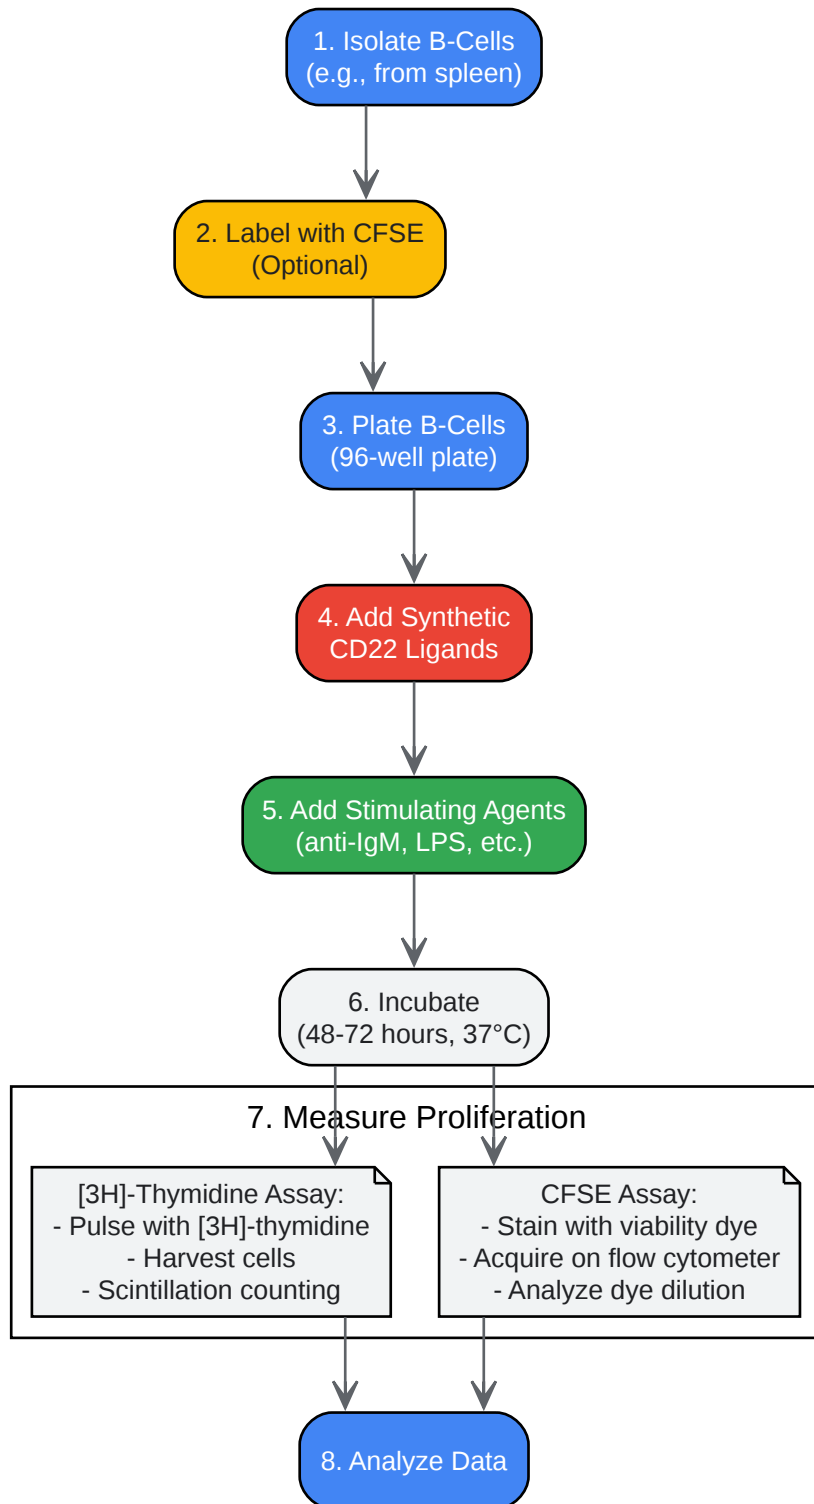 1. Isolate B-Cells
(e.g., from spleen)
2. Label with CFSE
(Optional)
3. Plate B-Cells
(96-well plate)
4. Add Synthetic
CD22 Ligands
5. Add Stimulating Agents
(anti-IgM, LPS, etc.)
6. Incubate
(48-72 hours, 37°C)
7. Measure Proliferation
[3H]-Thymidine Assay:
- Pulse with [3H]-thymidine
- Harvest cells
- Scintillation counting
CFSE Assay:
- Stain with viability dye
- Acquire on flow cytometer
- Analyze dye dilution
8. Analyze Data